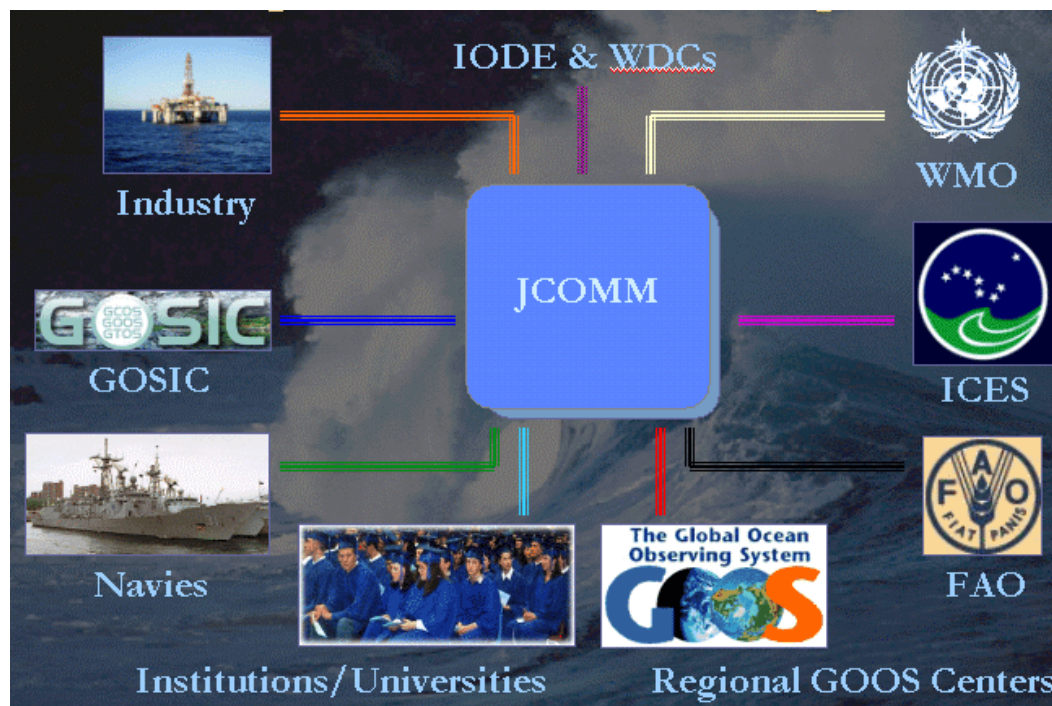 IODE & WDCs
WMO
Industry
JCOMM
GOSIC
GCOS
GOOS
GTOS
GOSIC
ICES
FAO
FIAT PANIS
FAO
Navies
The Global Ocean
Observing System
GOOS
Institutions/Universities
Regional GOOS Centers